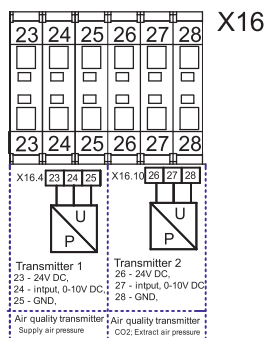 X16
23 24 25 26 27 28
23 24 25 26 27 28
X16.4 23 24 25 X16.10 26 27 28
U U
P P
Transmitter 1
23 - 24V DC,
24 - intput, 0-10V DC,
25 - GND,
Transmitter 2
26 - 24V DC,
27 - intput, 0-10V DC,
28 - GND,
Air quality transmitter
Supply air pressure
Air quality transmitter
CO2; Extract air pressure